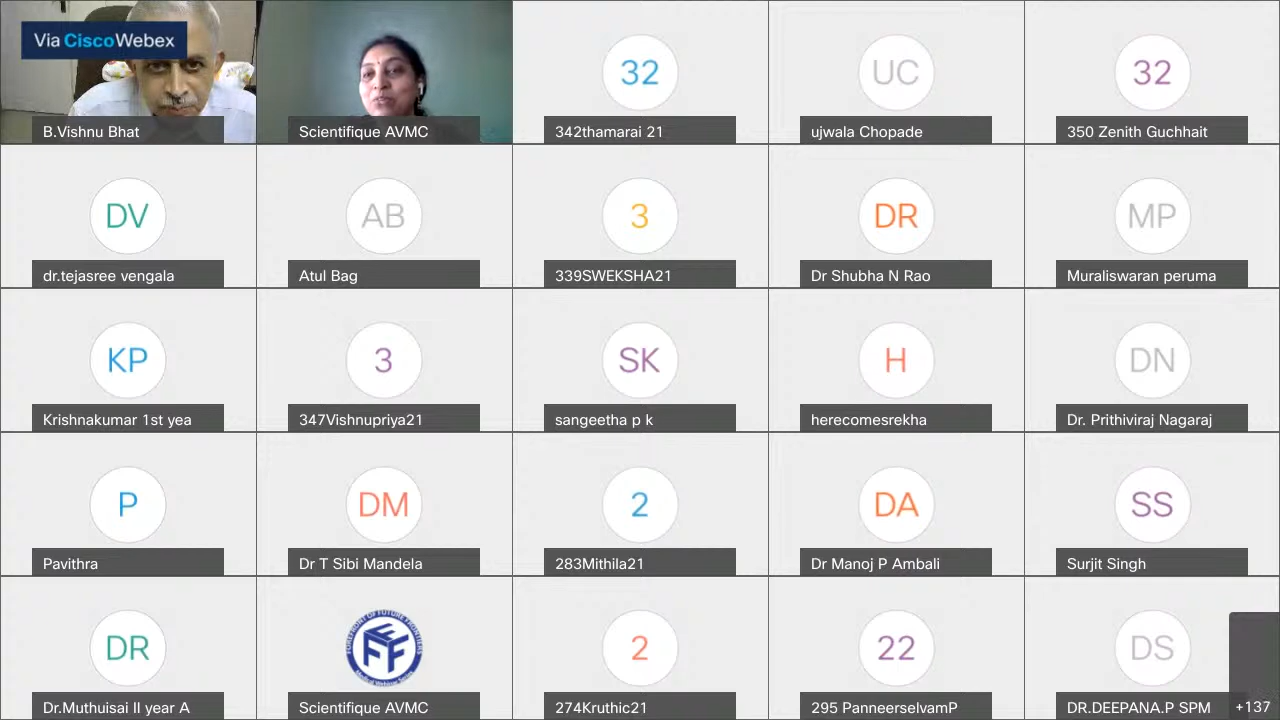 Via Cisco Webex
B.Vishnu Bhat
Scientifique AVMC
32
342thamarai 21
UC
ujwala Chopade
32
350 Zenith Guchhait
DV
dr.tejasree vengala
AB
Atul Bag
3
339SWEKSHA21
DR
Dr Shubha N Rao
MP
Muraliswaran peruma
KP
Krishnakumar 1st yea
3
347Vishnupriya21
SK
sangeetha p k
H
herecomesrekha
DN
Dr. Prithiviraj Nagaraj
P
Pavithra
DM
Dr T Sibi Mandela
2
283Mithila21
DA
Dr Manoj P Ambali
SS
Surjit Singh
DR
Dr.Muthuisai II year A
FFF
Scientifique AVMC
2
274Kruthic21
22
295 PanneerselvamP
DS
DR.DEEPANA.P SPM
+137